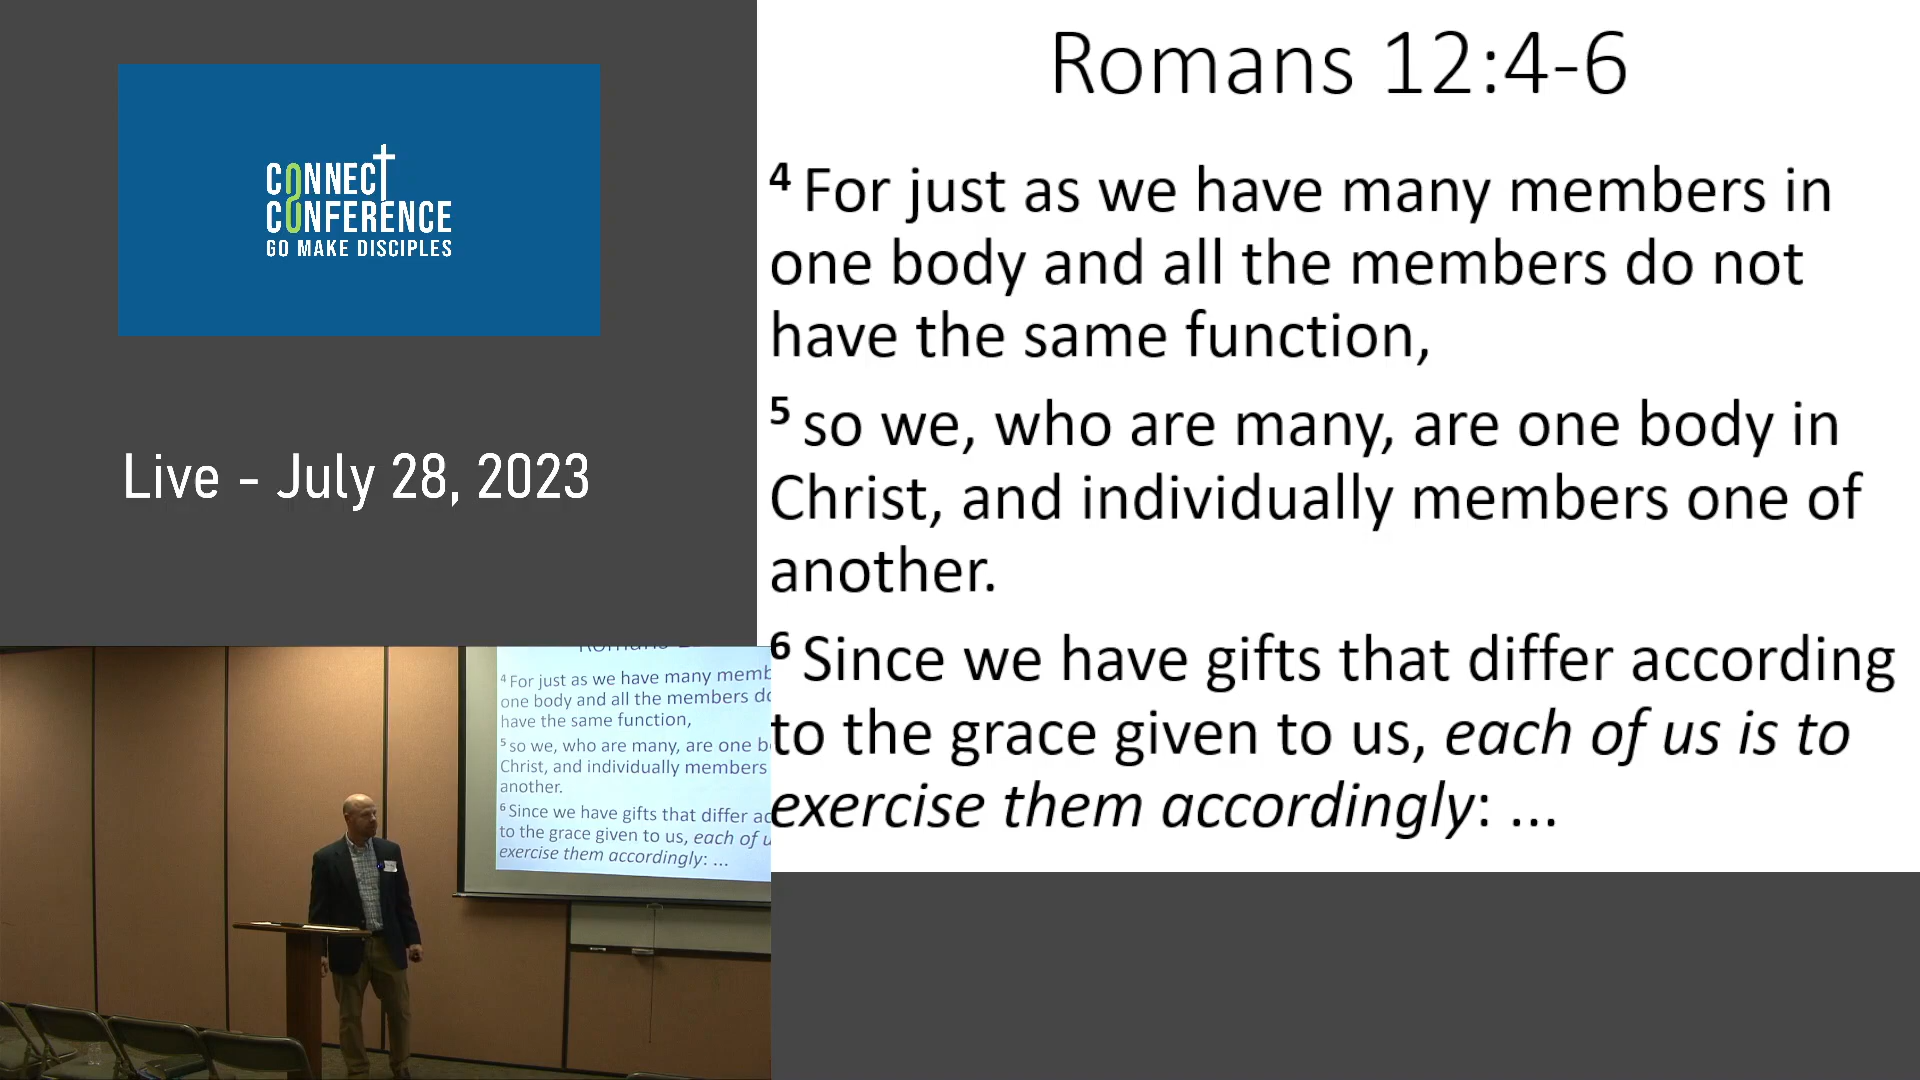 CONNECT
CONFERENCE
GO MAKE DISCIPLES
Live - July 28, 2023
Romans 12:4-6
4 For just as we have many members in
one body and all the members do not
have the same function,
5 so we, who are many, are one body in
Christ, and individually members one of
another.
6 Since we have gifts that differ according
to the grace given to us, each of us is to
exercise them accordingly: ...
4 For just as we have many memb
one body and all the members do
have the same function,
5 so we, who are many, are one b
Christ, and individually members
another.
6 Since we have gifts that differ ac
to the grace given to us, each of u
exercise them accordingly: ...